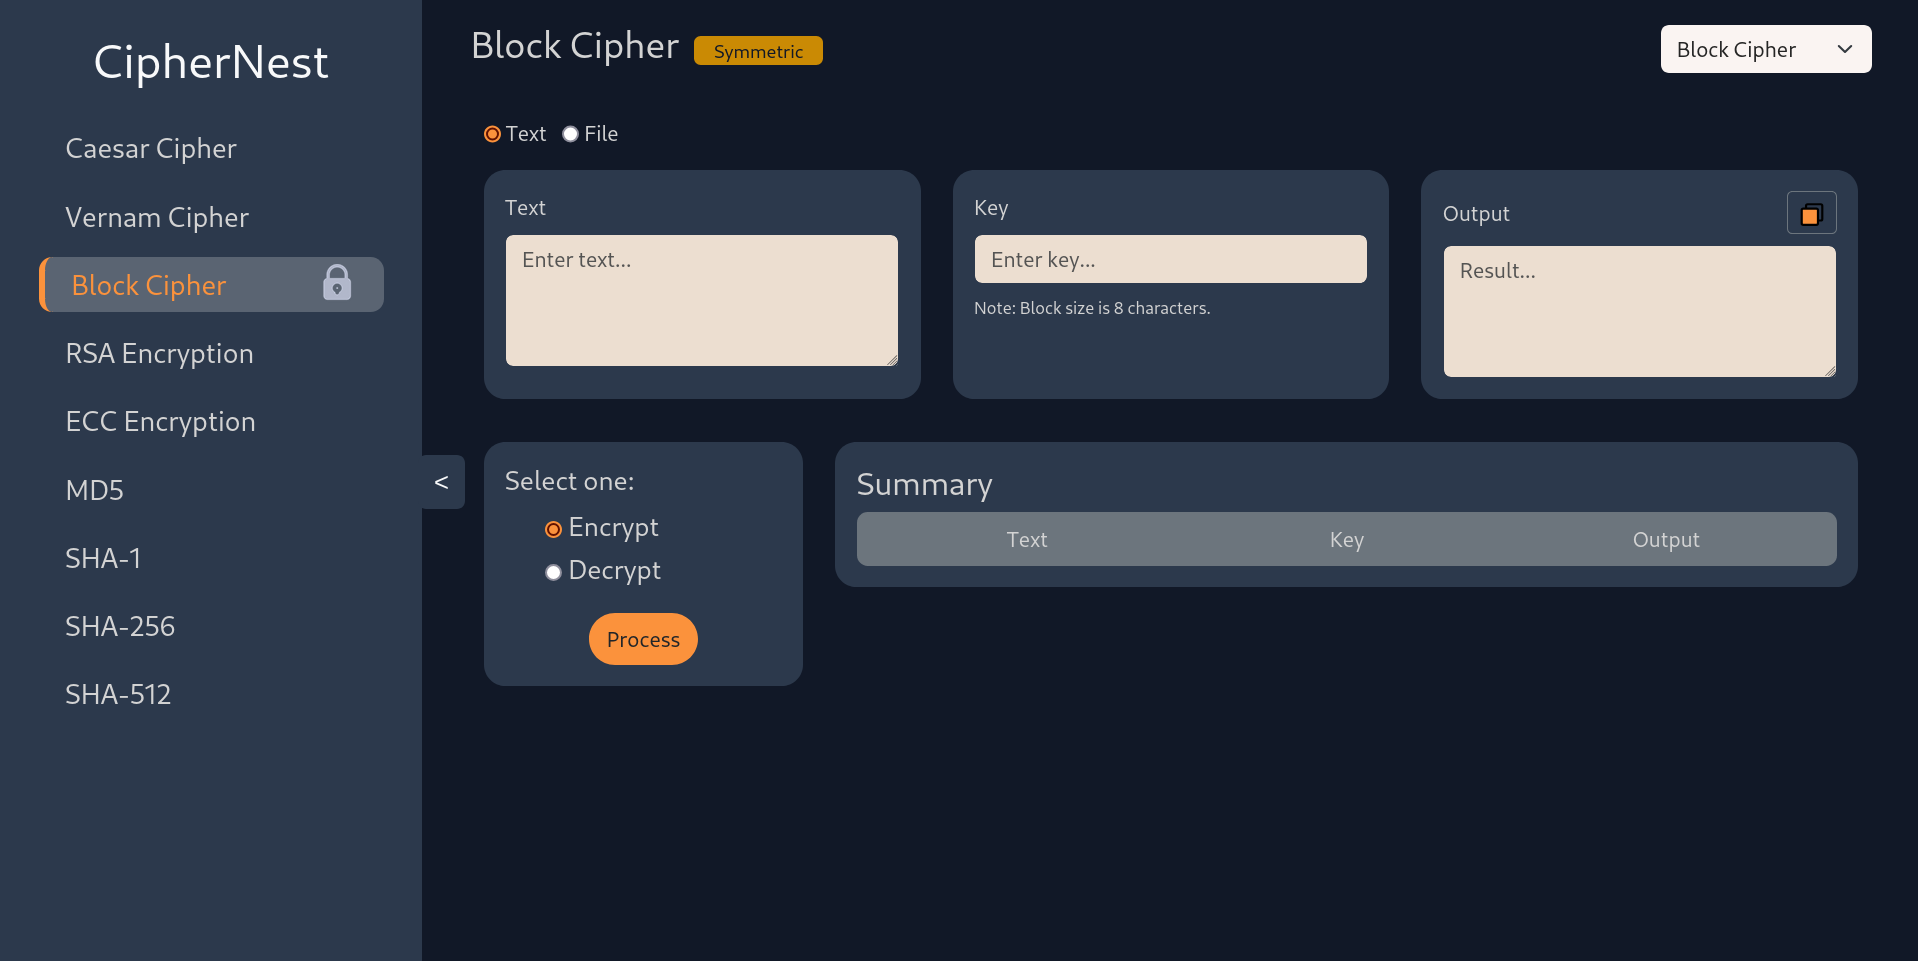 CipherNest
Caesar Cipher
Vernam Cipher
Block Cipher
RSA Encryption
ECC Encryption
MD5
SHA-1
SHA-256
SHA-512
<
Block Cipher Symmetric
Block Cipher
Text File
Text
Enter text...
Key
Enter key...
Note: Block size is 8 characters.
Output
Result...
Select one:
Encrypt
Decrypt
Process
Summary
Text Key Output